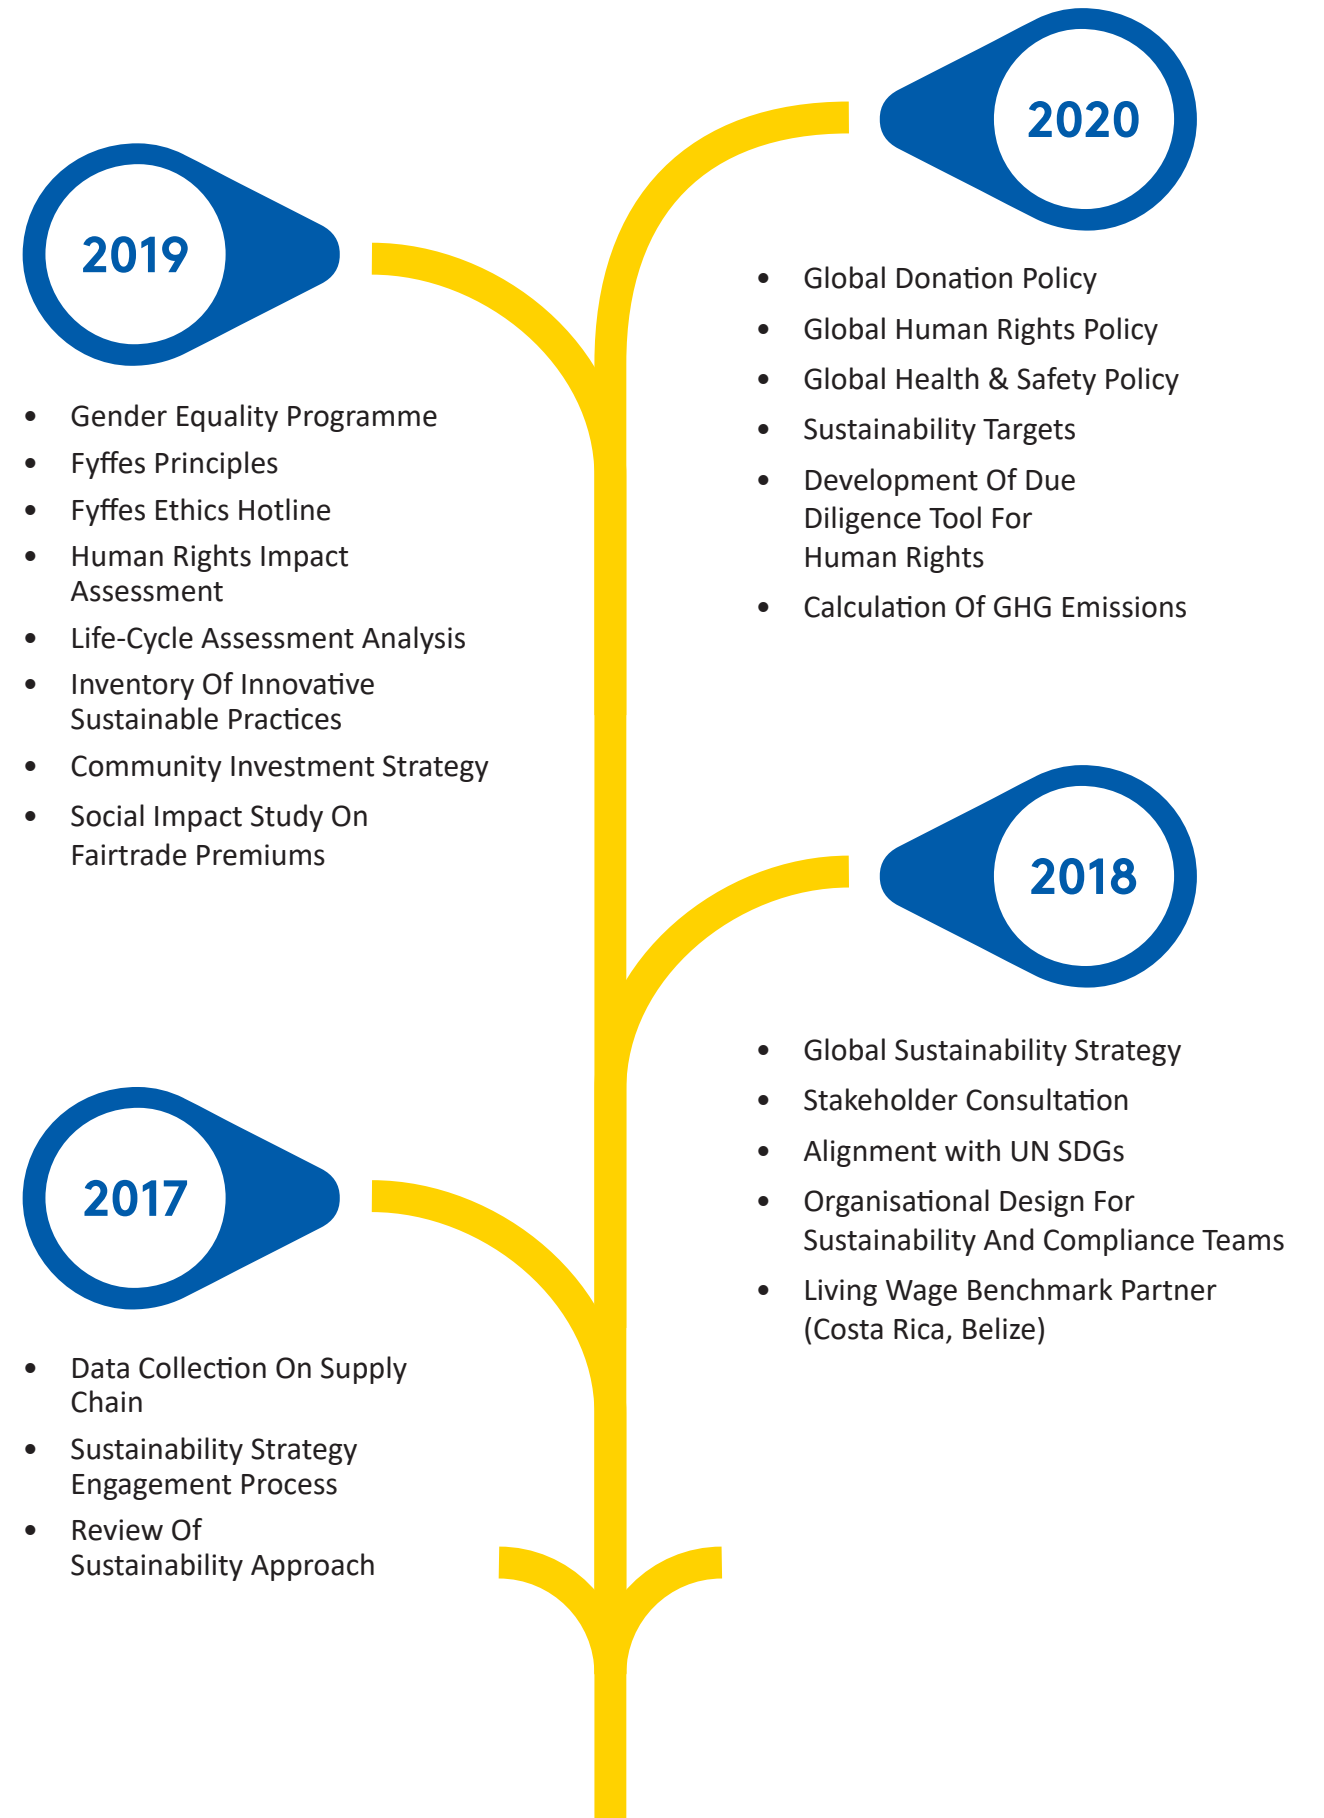 2020
• Global Donation Policy
• Global Human Rights Policy
• Global Health & Safety Policy
• Sustainability Targets
• Development Of Due
Diligence Tool For
Human Rights
• Calculation Of GHG Emissions
2019
• Gender Equality Programme
• Fyffes Principles
• Fyffes Ethics Hotline
• Human Rights Impact
Assessment
• Life-Cycle Assessment Analysis
• Inventory Of Innovative
Sustainable Practices
• Community Investment Strategy
• Social Impact Study On
Fairtrade Premiums
2018
• Global Sustainability Strategy
• Stakeholder Consultation
• Alignment with UN SDGs
• Organisational Design For
Sustainability And Compliance Teams
• Living Wage Benchmark Partner
(Costa Rica, Belize)
2017
• Data Collection On Supply
Chain
• Sustainability Strategy
Engagement Process
• Review Of
Sustainability Approach